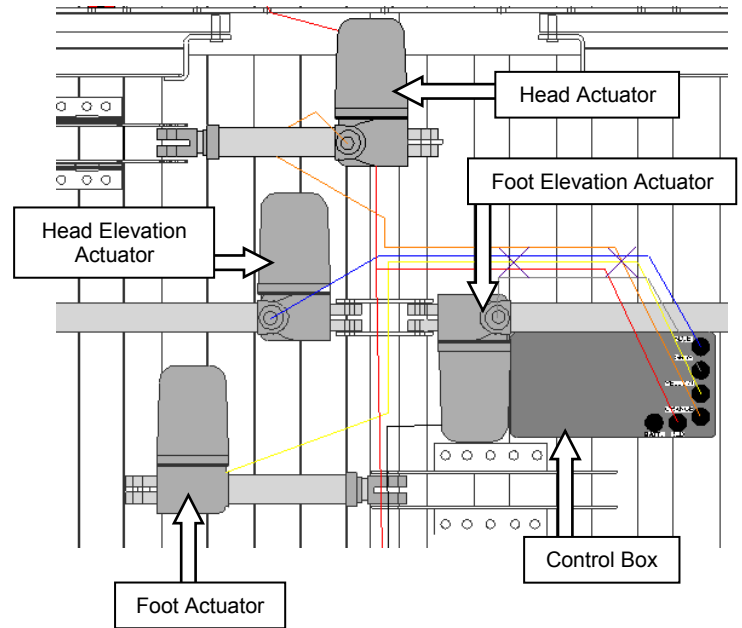 Head Actuator
Foot Elevation Actuator
Head Elevation
Actuator
Control Box
Foot Actuator